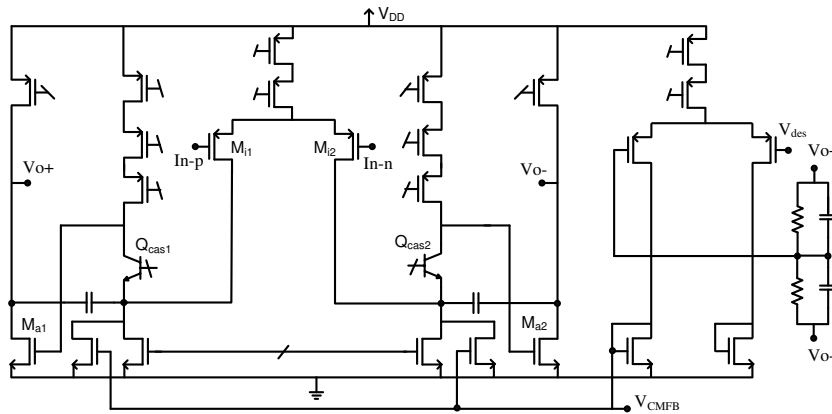 V_DD
V_des
In-p
M_i1
M_i2
In-n
Vo+
Vo-
Vo-
Q_cas1
Q_cas2
M_a1
M_a2
Vo-
V_CMFB